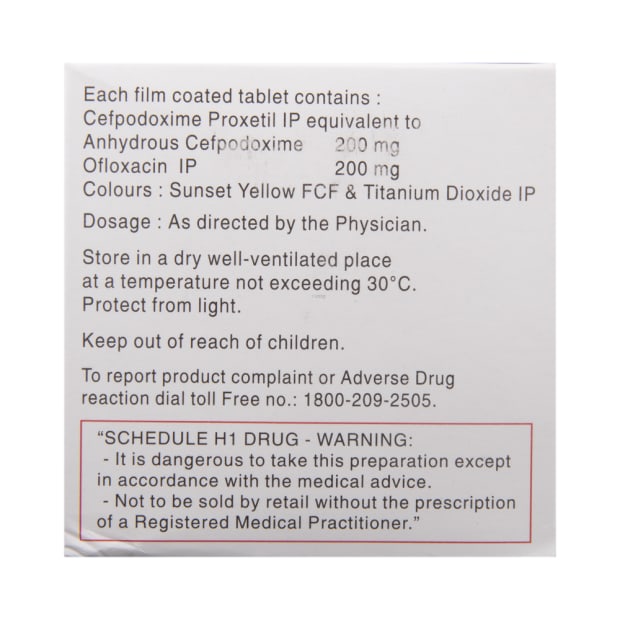 Each film coated tablet contains :
Cefpodoxime Proxetil IP equivalent to
Anhydrous Cefpodoxime 200 mg
Ofloxacin IP 200 mg
Colours : Sunset Yellow FCF & Titanium Dioxide IP
Dosage : As directed by the Physician.
Store in a dry well-ventilated place
at a temperature not exceeding 30°C.
Protect from light.
Keep out of reach of children.
To report product complaint or Adverse Drug
reaction dial toll Free no.: 1800-209-2505.
“SCHEDULE H1 DRUG - WARNING:
- It is dangerous to take this preparation except
in accordance with the medical advice.
- Not to be sold by retail without the prescription
of a Registered Medical Practitioner.”